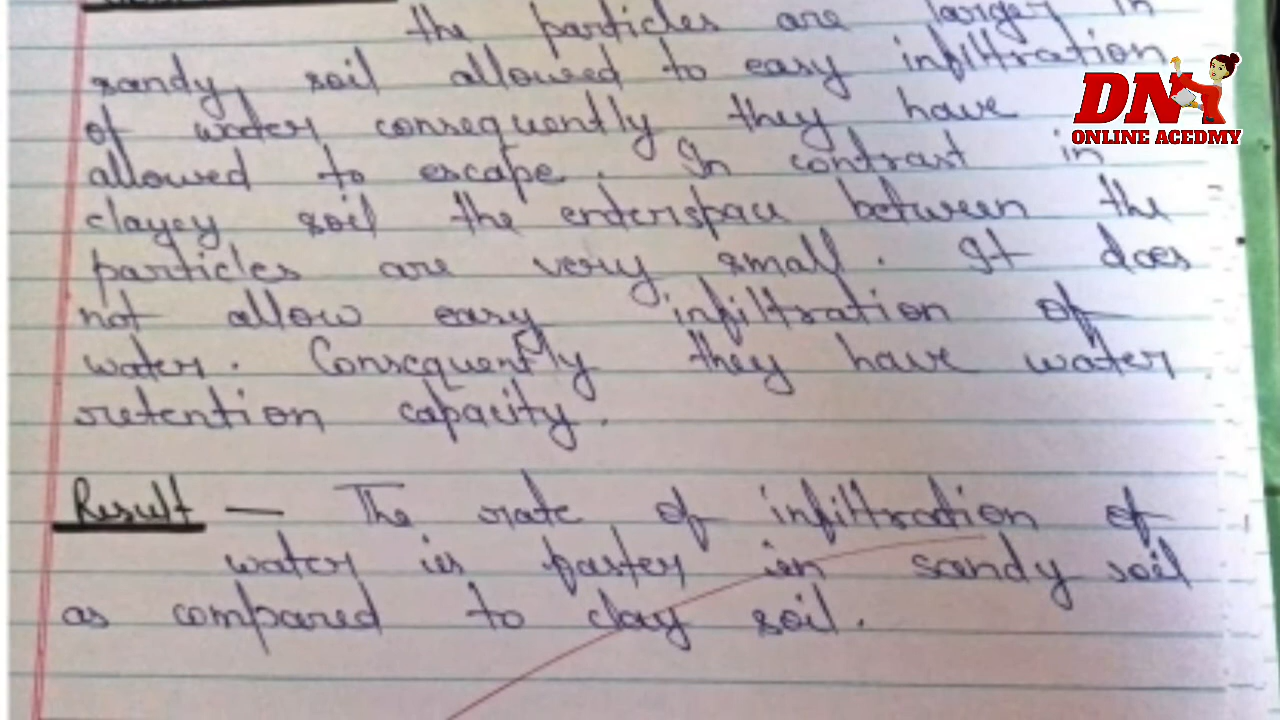 the particles are larger in
sandy soil allowed to easy infiltration
of water consequently they have
allowed to escape. In contrast in
clayey soil the enterspace between the
particles are very small. It does
not allow easy infiltration of
water. Consequently they have water
retention capacity.
Result — The rate of infiltration of
water is faster in sandy soil
as compared to clay soil.
DN
ONLINE ACEDMY